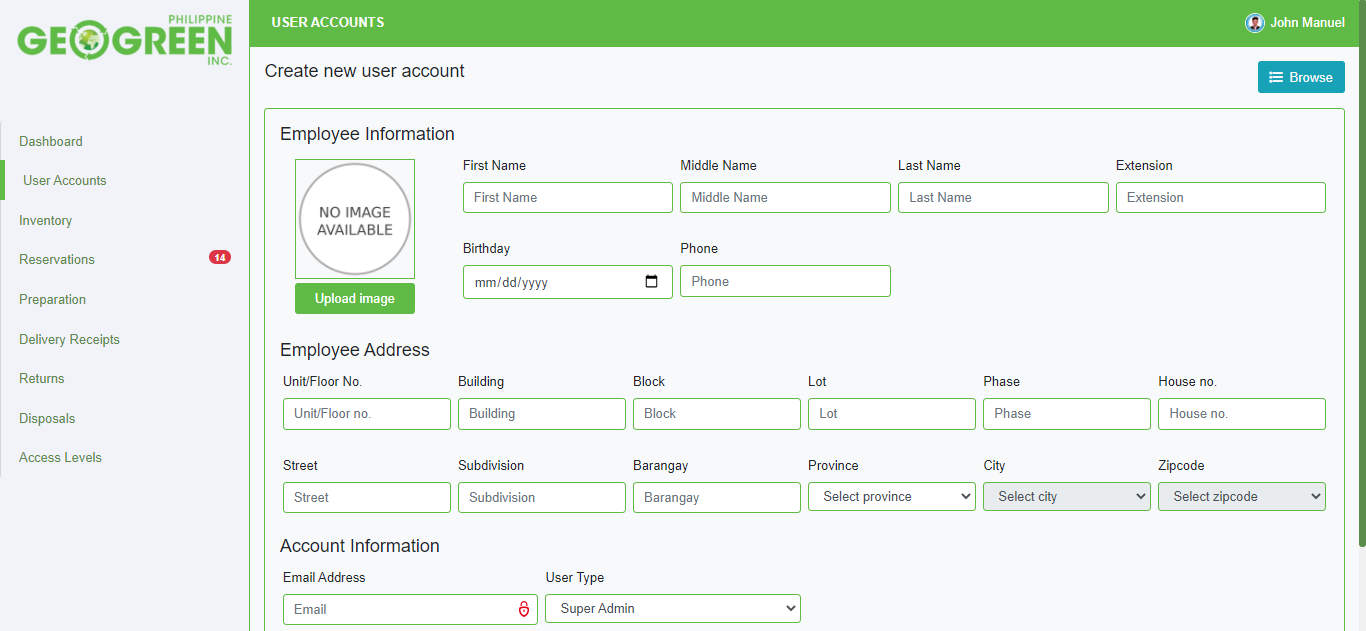 PHILIPPINE
GEOGREEN
INC.
Dashboard
User Accounts
Inventory
Reservations 14
Preparation
Delivery Receipts
Returns
Disposals
Access Levels
USER ACCOUNTS John Manuel
Create new user account
Browse
Employee Information
NO IMAGE
AVAILABLE
Upload image
First Name Middle Name Last Name Extension
First Name Middle Name Last Name Extension
Birthday Phone
mm/dd/yyyy Phone
Employee Address
Unit/Floor No. Building Block Lot Phase House no.
Unit/Floor no. Building Block Lot Phase House no.
Street Subdivision Barangay Province City Zipcode
Street Subdivision Barangay Select province Select city Select zipcode
Account Information
Email Address User Type
Email Super Admin